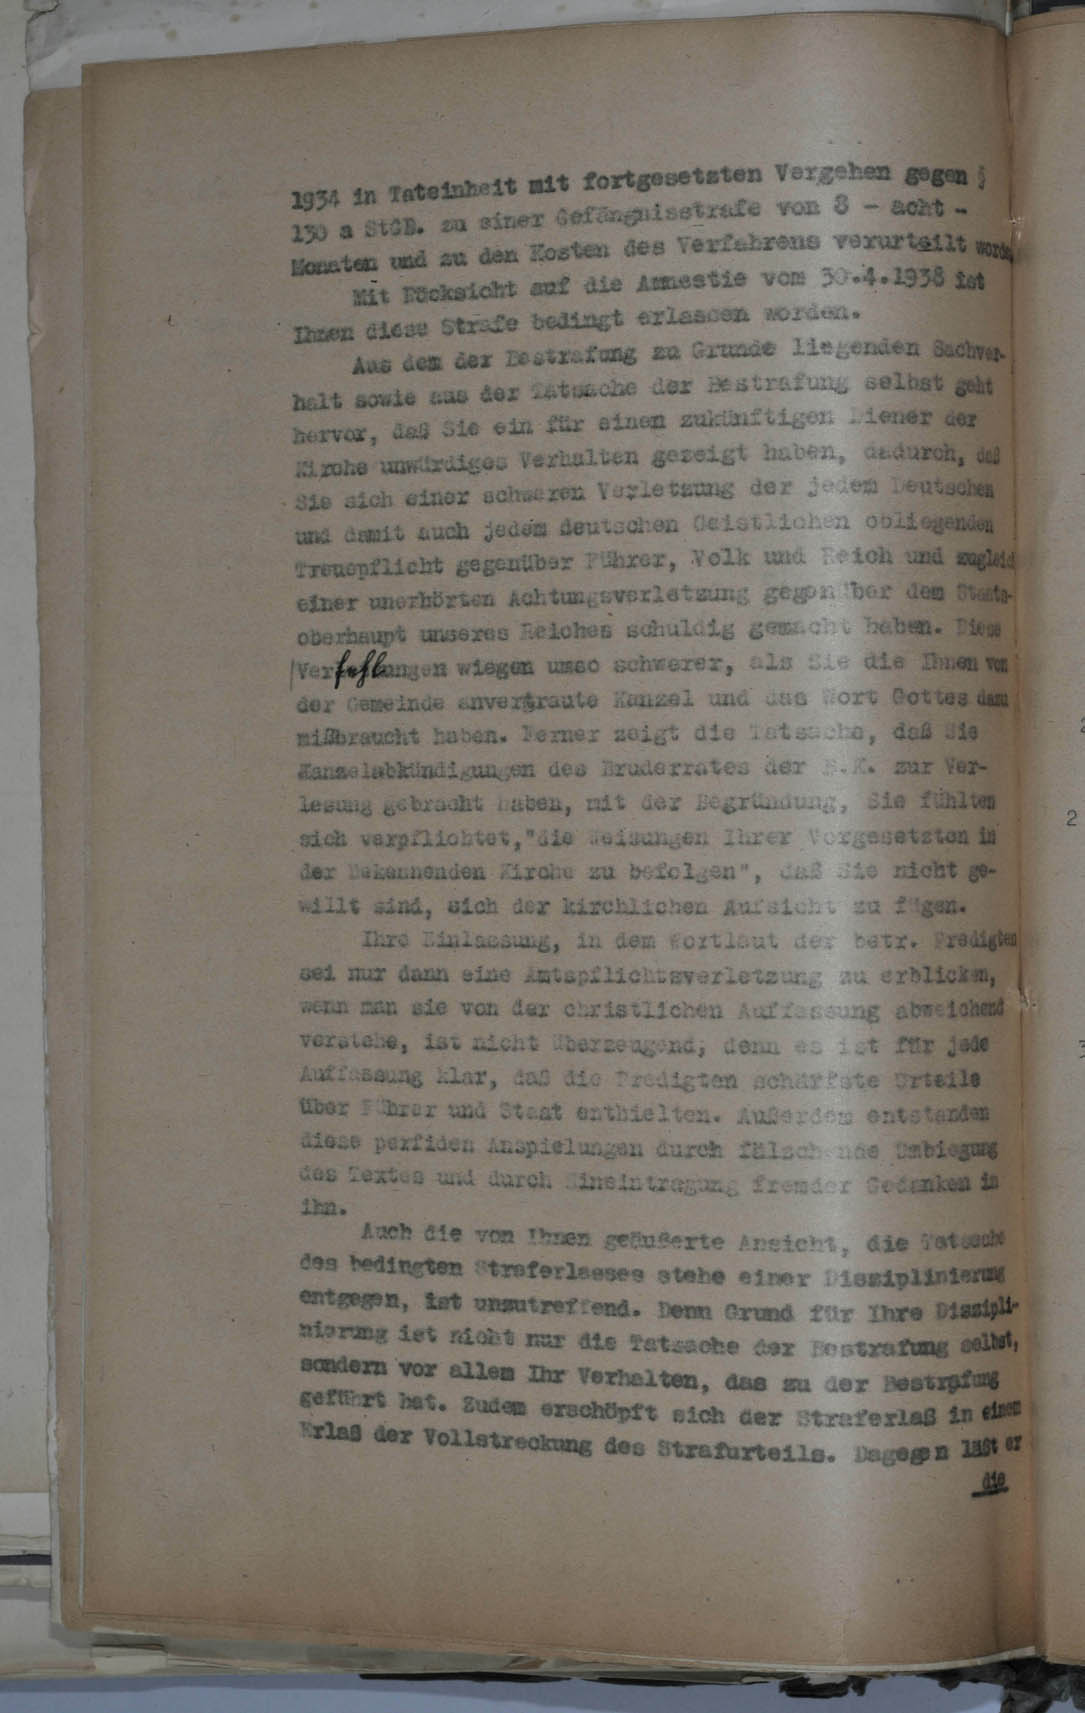 1934 in Tateinheit mit fortgesetzten Vergehen gegen §
130 a StGB. zu einer Gefängnisstrafe von 8 - acht -
Monaten und zu den Kosten des Verfahrens verurteilt worden
Mit Rücksicht auf die Amnestie vom 30.4.1938 ist
Ihnen diese Strafe bedingt erlassen worden.
Aus dem der Bestrafung zu Grunde liegenden Sachver-
halt sowie aus der Tatsache der Bestrafung selbst geht
hervor, daß Sie ein für einen zukünftigen Diener der
Kirche unwürdiges Verhalten gezeigt haben, dadurch, daß
Sie sich einer schweren Verletzung der jedem Deutschen
und damit auch jedem deutschen Geistlichen obliegenden
Treuepflicht gegenüber Führer, Volk und Reich und zugleich
einer unerhörten Achtungsverletzung gegenüber dem Staats-
oberhaupt unseres Reiches schuldig gemacht haben. Diese
Verfehlungen wiegen umso schwerer, als Sie die Ihnen von
der Gemeinde anvertraute Kanzel und das Wort Gottes dazu
mißbraucht haben. Ferner zeigt die Tatsache, daß Sie
Kanzelabkündigungen des Bruderrates der B.K. zur Ver-
lesung gebracht haben, mit der Begründung, Sie fühlten
sich verpflichtet,"die Weisungen Ihrer Vorgesetzten in
der Bekennenden Kirche zu befolgen", daß Sie nicht ge-
willt sind, sich der kirchlichen Aufsicht zu fügen.
Ihre Einlassung, in dem Wortlaut der betr. Predigten
sei nur dann eine Amtspflichtsverletzung zu erblicken,
wenn man sie von der christlichen Auffassung abweichend
verstehe, ist nicht überzeugend; denn es ist für jede
Auffassung klar, daß die Predigten schärfste Urteile
über Führer und Staat enthielten. Außerdem entstanden
diese perfiden Anspielungen durch fälschende Umbiegung
des Textes und durch Hineintragung fremder Gedanken in
ihn.
Auch die von Ihnen geäußerte Ansicht, die Tatsache
des bedingten Straferlasses stehe einer Disziplinierung
entgegen, ist unzutreffend. Denn Grund für Ihre Diszipli-
nierung ist nicht nur die Tatsache der Bestrafung selbst,
sondern vor allem Ihr Verhalten, das zu der Bestrafung
geführt hat. Zudem erschöpft sich der Straferlaß in einem
Erlaß der Vollstreckung des Strafurteils. Dagegen läßt er
die
2